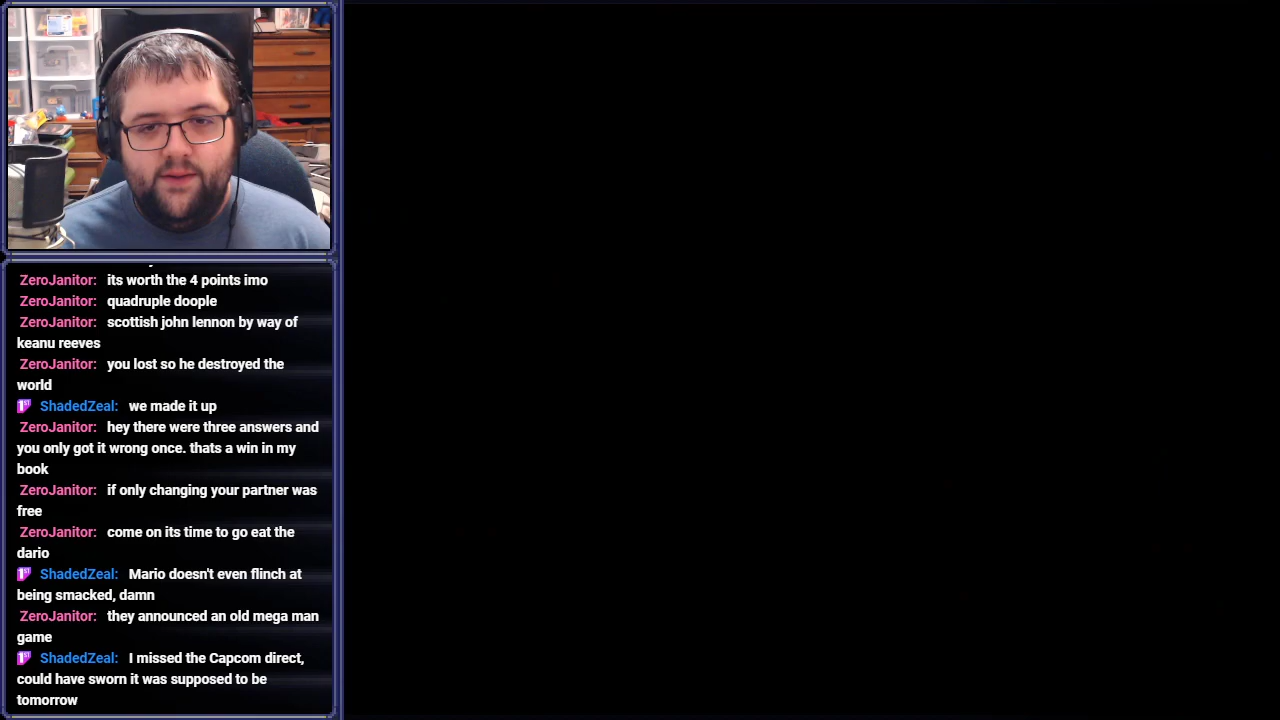 ZeroJanitor: its worth the 4 points imo
ZeroJanitor: quadruple doople
ZeroJanitor: scottish john lennon by way of
keanu reeves
ZeroJanitor: you lost so he destroyed the
world
1ST ShadedZeal: we made it up
ZeroJanitor: hey there were three answers and
you only got it wrong once. thats a win in my
book
ZeroJanitor: if only changing your partner was
free
ZeroJanitor: come on its time to go eat the
dario
1ST ShadedZeal: Mario doesn't even flinch at
being smacked, damn
ZeroJanitor: they announced an old mega man
game
1ST ShadedZeal: I missed the Capcom direct,
could have sworn it was supposed to be
tomorrow